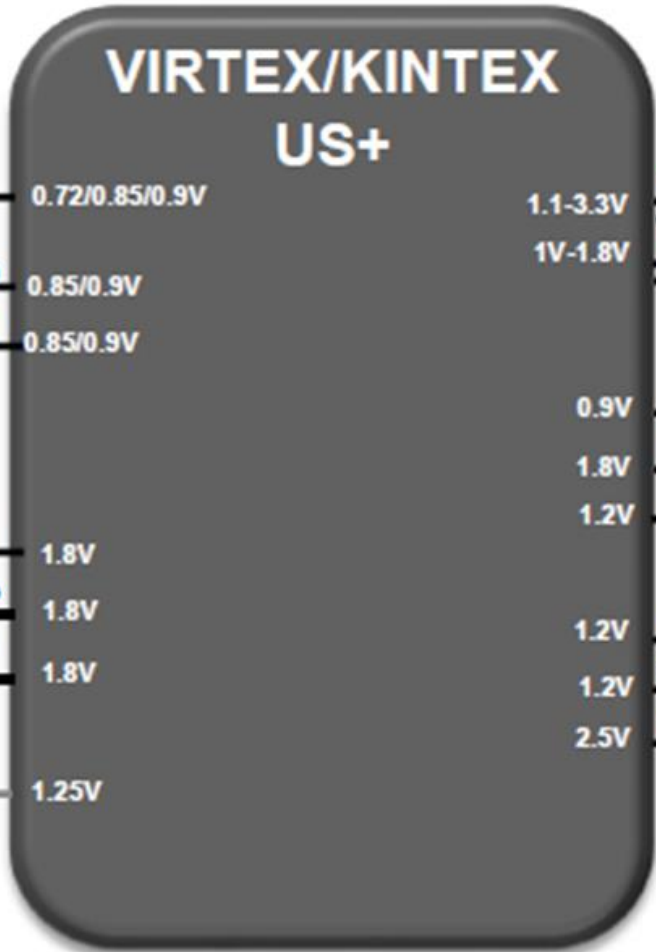 VIRTEX/KINTEX
US+
0.72/0.85/0.9V
0.85/0.9V
0.85/0.9V
1.8V
1.8V
1.8V
1.25V
1.1-3.3V
1V-1.8V
0.9V
1.8V
1.2V
1.2V
1.2V
2.5V